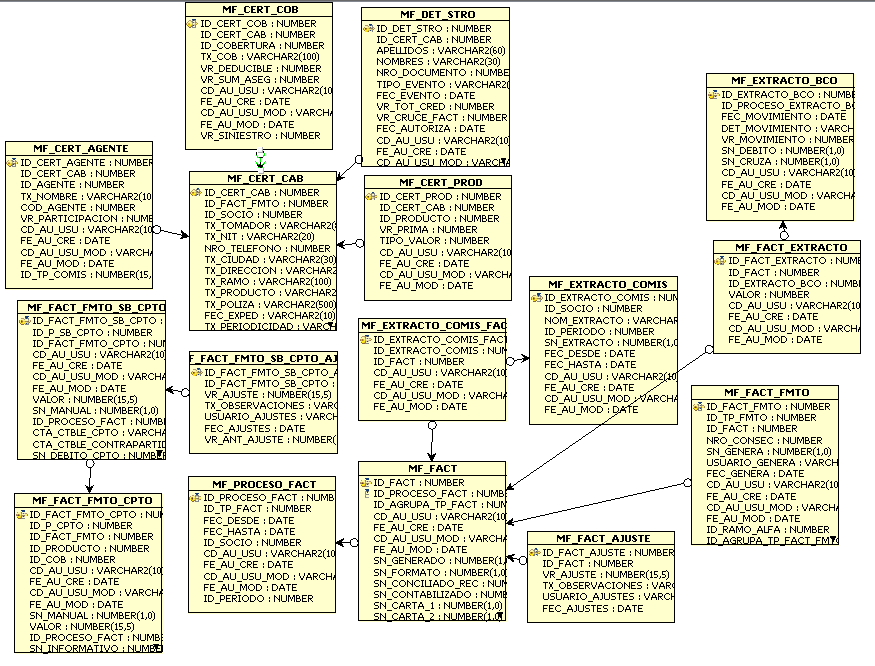 MF_CERT_COB
ID_CERT_COB : NUMBER
ID_CERT_CAB : NUMBER
ID_COBERTURA : NUMBER
TX_COB : VARCHAR2(100)
VR_DEDUCIBLE : NUMBER
VR_SUM_ASEG : NUMBER
CD_AU_USU : VARCHAR2(10
FE_AU_CRE : DATE
CD_AU_USU_MOD : VARCH
FE_AU_MOD : DATE
VR_SINIESTRO : NUMBER
MF_DET_STRO
ID_DET_STRO : NUMBER
ID_CERT_CAB : NUMBER
APELLIDOS : VARCHAR2(60)
NOMBRES : VARCHAR2(30)
NRO_DOCUMENTO : NUMBE
TIPO_EVENTO : VARCHAR2(
FEC_EVENTO : DATE
VR_TOT_CRED : NUMBER
VR_CRUCE_FACT : NUMBER
FEC_AUTORIZA : DATE
CD_AU_USU : VARCHAR2(10
FE_AU_CRE : DATE
CD_AU_USU_MOD : VARCHA
MF_EXTRACTO_BCO
ID_EXTRACTO_BCO : NUMBE
ID_PROCESO_EXTRACTO_BC
FEC_MOVIMIENTO : DATE
DET_MOVIMIENTO : VARCH
VR_MOVIMIENTO : NUMBER
SN_DEBITO : NUMBER(1,0)
SN_CRUZA : NUMBER(1,0)
CD_AU_USU : VARCHAR2(10
FE_AU_CRE : DATE
CD_AU_USU_MOD : VARCHA
FE_AU_MOD : DATE
MF_CERT_AGENTE
ID_CERT_AGENTE : NUMBER
ID_CERT_CAB : NUMBER
ID_AGENTE : NUMBER
TX_NOMBRE : VARCHAR2(10
COD_AGENTE : NUMBER
VR_PARTICIPACION : NUME
CD_AU_USU : VARCHAR2(10
FE_AU_CRE : DATE
CD_AU_USU_MOD : VARCHA
FE_AU_MOD : DATE
ID_TP_COMIS : NUMBER(15,
MF_CERT_CAB
ID_CERT_CAB : NUMBER
ID_FACT_FMTO : NUMBER
ID_SOCIO : NUMBER
TX_TOMADOR : VARCHAR2(
TX_NIT : VARCHAR2(20)
NRO_TELEFONO : NUMBER
TX_CIUDAD : VARCHAR2(30)
TX_DIRECCION : VARCHAR2
TX_RAMO : VARCHAR2(100)
TX_PRODUCTO : VARCHAR2
TX_POLIZA : VARCHAR2(500)
FEC_EXPED : VARCHAR2(10)
TX_PERIODICIDAD : VARC
MF_CERT_PROD
ID_CERT_PROD : NUMBER
ID_CERT_CAB : NUMBER
ID_PRODUCTO : NUMBER
VR_PRIMA : NUMBER
TIPO_VALOR : NUMBER
CD_AU_USU : VARCHAR2(10
FE_AU_CRE : DATE
CD_AU_USU_MOD : VARCHA
FE_AU_MOD : DATE
MF_FACT_EXTRACTO
ID_FACT_EXTRACTO : NUME
ID_FACT : NUMBER
ID_EXTRACTO_BCO : NUMBE
VALOR : NUMBER
CD_AU_USU : VARCHAR2(10
FE_AU_CRE : DATE
CD_AU_USU_MOD : VARCHA
FE_AU_MOD : DATE
MF_EXTRACTO_COMIS
ID_EXTRACTO_COMIS : NUM
ID_SOCIO : NUMBER
NOM_EXTRACTO : VARCHAR
ID_PERIODO : NUMBER
SN_EXTRACTO : NUMBER(1,0
FEC_DESDE : DATE
FEC_HASTA : DATE
CD_AU_USU : VARCHAR2(10
FE_AU_CRE : DATE
CD_AU_USU_MOD : VARCHA
FE_AU_MOD : DATE
MF_FACT_FMTO_SB_CPTO
ID_FACT_FMTO_SB_CPTO :
ID_P_SB_CPTO : NUMBER
ID_FACT_FMTO_CPTO : NU
CD_AU_USU : VARCHAR2(10
FE_AU_CRE : DATE
CD_AU_USU_MOD : VARCHA
FE_AU_MOD : DATE
VALOR : NUMBER(15,5)
SN_MANUAL : NUMBER(1,0)
ID_PROCESO_FACT : NUMB
CTA_CTBLE_CPTO : VARCHA
CTA_CTBLE_CONTRAPARTID
SN_DEBITO_CPTO : NUMBE
MF_EXTRACTO_COMIS_FAC
ID_EXTRACTO_COMIS_FACT
ID_EXTRACTO_COMIS : NUM
ID_FACT : NUMBER
CD_AU_USU : VARCHAR2(10
FE_AU_CRE : DATE
CD_AU_USU_MOD : VARCHA
FE_AU_MOD : DATE
F_FACT_FMTO_SB_CPTO_AJ
ID_FACT_FMTO_SB_CPTO_A
ID_FACT_FMTO_SB_CPTO :
VR_AJUSTE : NUMBER(15,5)
TX_OBSERVACIONES : VARC
USUARIO_AJUSTES : VARCH
FEC_AJUSTES : DATE
VR_ANT_AJUSTE : NUMBER(
MF_FACT_FMTO
ID_FACT_FMTO : NUMBER
ID_TP_FMTO : NUMBER
ID_FACT : NUMBER
NRO_CONSEC : NUMBER
SN_GENERA : NUMBER(1,0)
USUARIO_GENERA : VARCH
FEC_GENERA : DATE
CD_AU_USU : VARCHAR2(10
FE_AU_CRE : DATE
CD_AU_USU_MOD : VARCHA
FE_AU_MOD : DATE
ID_RAMO_ALFA : NUMBER
ID_AGRUPA_TP_FACT_FMT
MF_FACT_FMTO_CPTO
ID_FACT_FMTO_CPTO : NU
ID_P_CPTO : NUMBER
ID_FACT_FMTO : NUMBER
ID_PRODUCTO : NUMBER
ID_COB : NUMBER
CD_AU_USU : VARCHAR2(10
FE_AU_CRE : DATE
CD_AU_USU_MOD : VARCHA
FE_AU_MOD : DATE
SN_MANUAL : NUMBER(1,0)
VALOR : NUMBER(15,5)
ID_PROCESO_FACT : NUMB
SN_INFORMATIVO : NUMBE
MF_PROCESO_FACT
ID_PROCESO_FACT : NUMB
ID_TP_FACT : NUMBER
FEC_DESDE : DATE
FEC_HASTA : DATE
ID_SOCIO : NUMBER
CD_AU_USU : VARCHAR2(10
FE_AU_CRE : DATE
CD_AU_USU_MOD : VARCHA
FE_AU_MOD : DATE
ID_PERIODO : NUMBER
MF_FACT
ID_FACT : NUMBER
ID_PROCESO_FACT : NUMB
ID_AGRUPA_TP_FACT : NUM
CD_AU_USU : VARCHAR2(10
FE_AU_CRE : DATE
CD_AU_USU_MOD : VARCHA
FE_AU_MOD : DATE
SN_GENERADO : NUMBER(1,
SN_FORMATO : NUMBER(1,0
SN_CONCILIADO_REC : NUM
SN_CONTABILIZADO : NUMB
SN_CARTA_1 : NUMBER(1,0)
SN_CARTA_2 : NUMBER(1,0
MF_FACT_AJUSTE
ID_FACT_AJUSTE : NUMBER
ID_FACT : NUMBER
VR_AJUSTE : NUMBER(15,5)
TX_OBSERVACIONES : VARC
USUARIO_AJUSTES : VARCH
FEC_AJUSTES : DATE